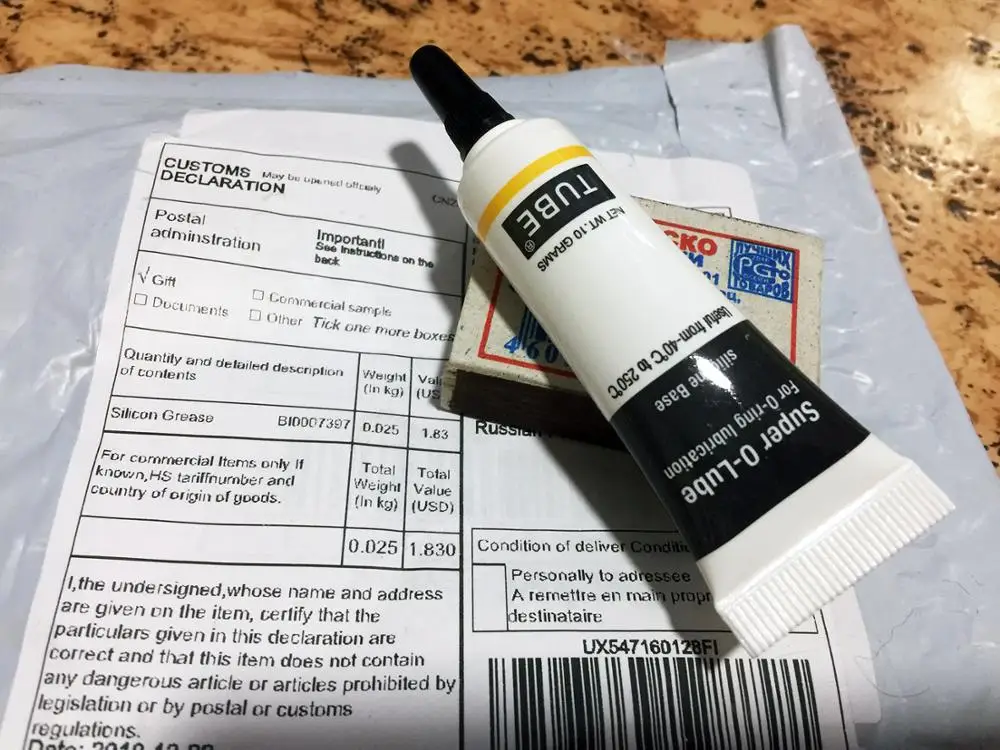 CUSTOMS May be opened officialy
DECLARATION
Postal
adminstration
Important!
See instructions on the
back
√ Gift
□ Documents
□ Commercial sample
□ Other Tick one more boxes
Quantity and detailed description
of contents
Weight
(In kg)
Silicon Grease BI0007397
0.025
1.83
For commercial Items only If
known,HS tariffnumber and
country of origin of goods.
Total
Weight
(In kg)
Total
Value
(USD)
0.025
1.830
I,the undersigned,whose name and address
are given on the item, certify that the
particulars given in this declaration are
correct and that this item does not contain
any dangerous article or articles prohibited by
legislation or by postal or customs
regulations.
Condition of deliver
Personally to adressee
A remettre en main
destinataire
UX547160128FI
TUBE®
NET WT.10 GRAMS
Useful from-40℃ to 250℃
silicone Base
For O-ring lubrication
Super O-Lube
ЛУЧШИХ
ТОВАРОВ